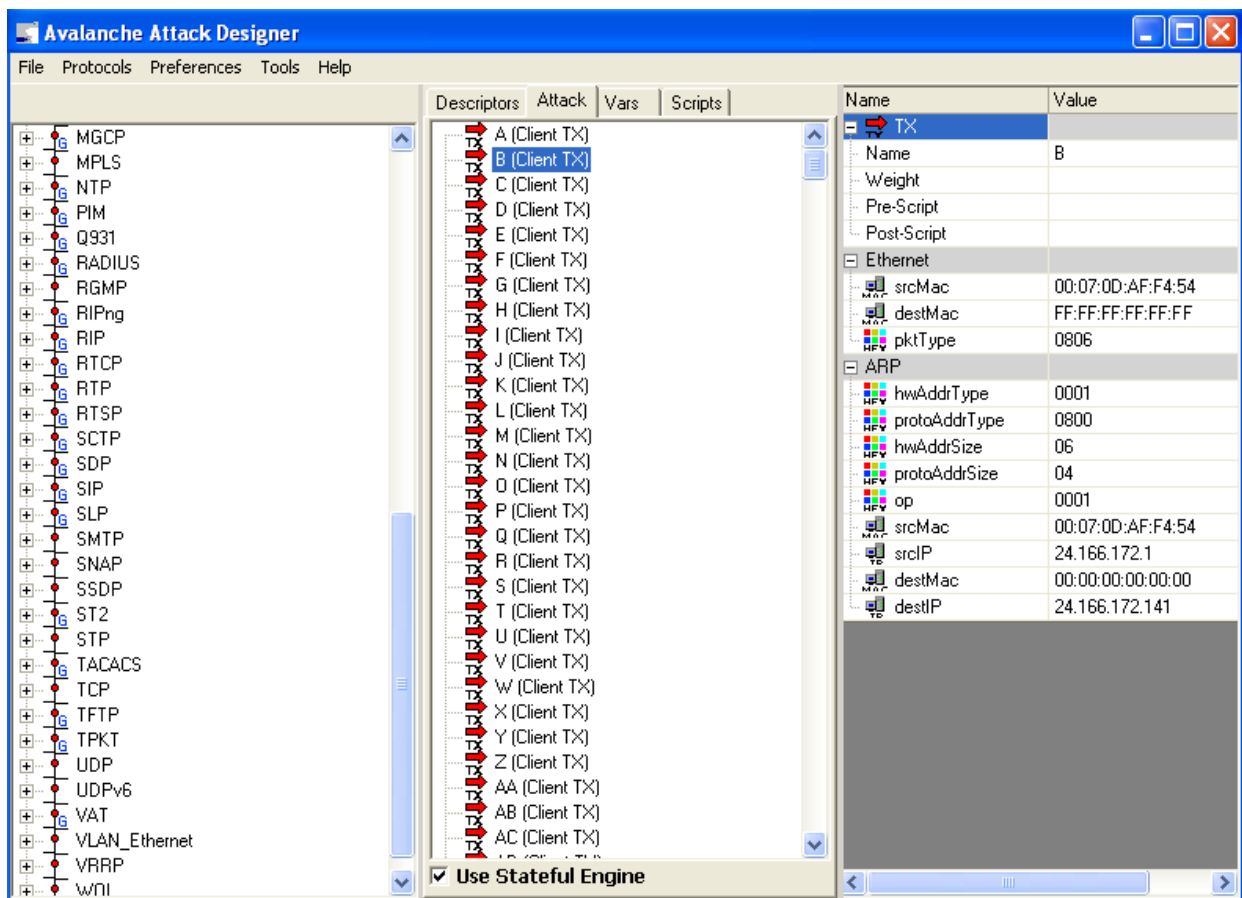 Avalanche Attack Designer
File Protocols Preferences Tools Help
MGCP
MPLS
NTP
PIM
Q931
RADIUS
RGMP
RIPng
RIP
RTCP
RTP
RTSP
SCTP
SDP
SIP
SLP
SMTP
SNAP
SSDP
ST2
STP
TACACS
TCP
TFTP
TPKT
UDP
UDPv6
VAT
VLAN_Ethernet
VRRP
WOL
Descriptors Attack Vars Scripts
A (Client TX)
B (Client TX)
C (Client TX)
D (Client TX)
E (Client TX)
F (Client TX)
G (Client TX)
H (Client TX)
I (Client TX)
J (Client TX)
K (Client TX)
L (Client TX)
M (Client TX)
N (Client TX)
O (Client TX)
P (Client TX)
Q (Client TX)
R (Client TX)
S (Client TX)
T (Client TX)
U (Client TX)
V (Client TX)
W (Client TX)
X (Client TX)
Y (Client TX)
Z (Client TX)
AA (Client TX)
AB (Client TX)
AC (Client TX)
Use Stateful Engine
Name Value
TX
Name B
Weight
Pre-Script
Post-Script
Ethernet
srcMac 00:07:0D:AF:F4:54
destMac FF:FF:FF:FF:FF:FF
pktType 0806
ARP
hwAddrType 0001
protoAddrType 0800
hwAddrSize 06
protoAddrSize 04
op 0001
srcMac 00:07:0D:AF:F4:54
srcIP 24.166.172.1
destMac 00:00:00:00:00:00
destIP 24.166.172.141